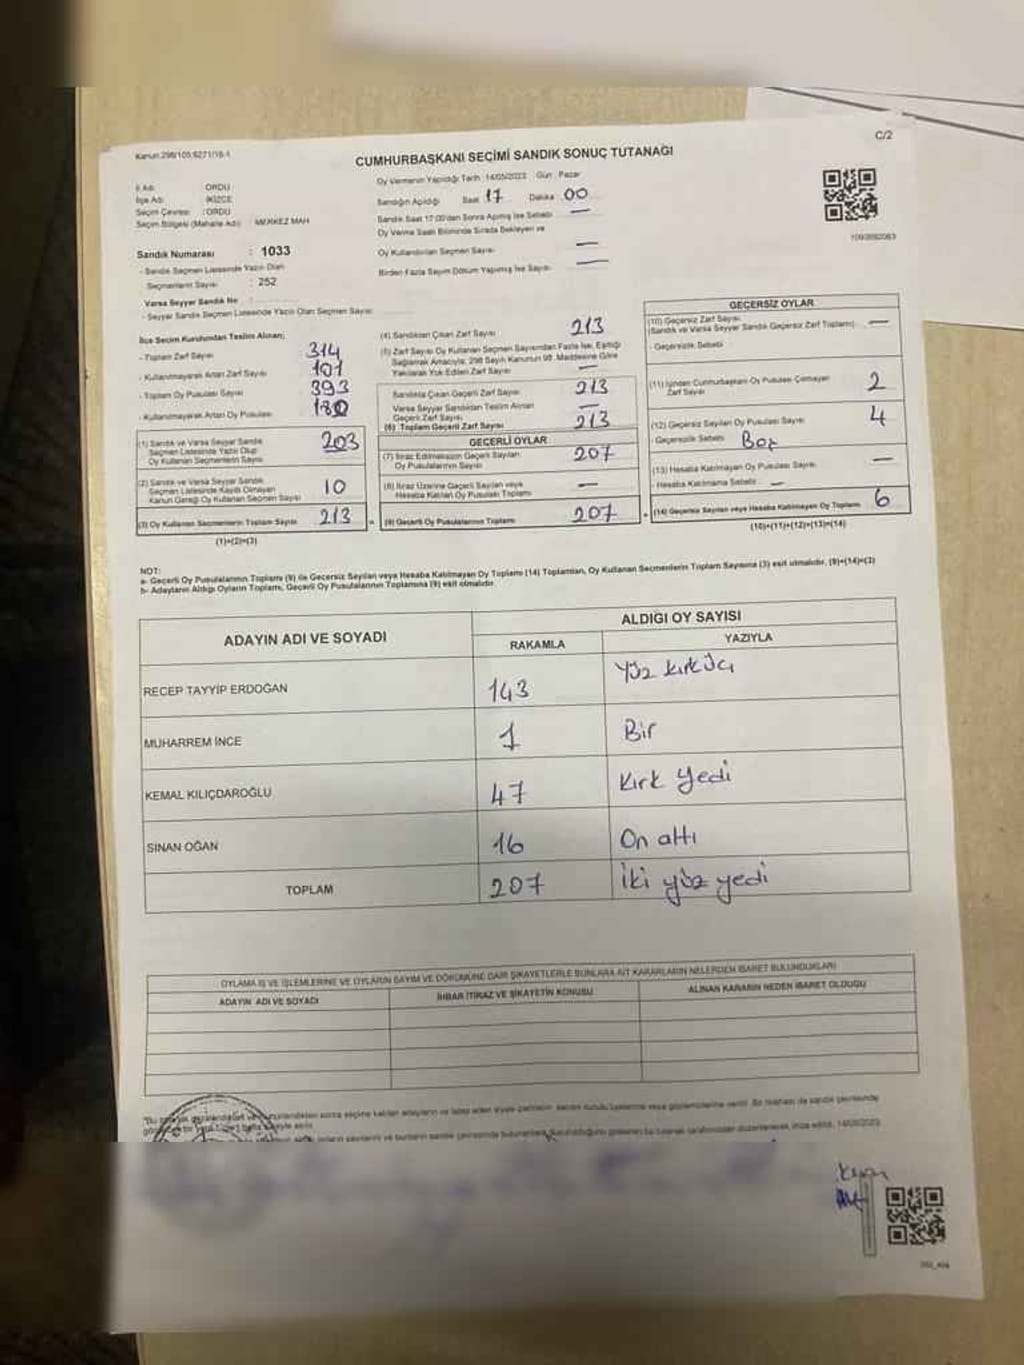 Kanun:298/105;6271/16-1
C/2
CUMHURBAŞKANI SEÇİMİ SANDIK SONUÇ TUTANAĞI
İl Adı : ORDU
İlçe Adı : İKİZCE
Seçim Çevresi : ORDU
Seçim Bölgesi (Mahalle Adı) : MERKEZ MAH
Sandık Numarası : 1033
- Sandık Seçmen Listesinde Yazılı Olan
Seçmenlerin Sayısı : 252
Varsa Seyyar Sandık No :
- Seyyar Sandık Seçmen Listesinde Yazılı Olan Seçmen Sayısı
Oy Vermenin Yapıldığı Tarih : 14/05/2023 Gün : Pazar
Sandığın Açıldığı Saat 17 Dakika 00
Sandık Saat 17:00'den Sonra Açılmış İse Sebebi —
Oy Verme Saati Bitiminde Sırada Bekleyen ve
Oy Kullandırılan Seçmen Sayısı —
Birden Fazla Sayım Döküm Yapılmış İse Sayısı —
İlçe Seçim Kurulundan Teslim Alınan;
- Toplam Zarf Sayısı 314
- Kullanılmayarak Artan Zarf Sayısı 101
- Toplam Oy Pusulası Sayısı 393
- Kullanılmayarak Artan Oy Pusulası 180
(1) Sandık ve Varsa Seyyar Sandık
Seçmen Listesinde Yazılı Olup
Oy Kullanan Seçmenlerin Sayısı 203
(2) Sandık ve Varsa Seyyar Sandık
Seçmen Listesinde Kayıtlı Olmayan
Kanun Gereği Oy Kullanan Seçmen Sayısı 10
(3) Oy Kullanan Seçmenlerin Toplam Sayısı 213
(1)+(2)=(3)
(4) Sandıktan Çıkan Zarf Sayısı 213
(5) Zarf Sayısı Oy Kullanan Seçmen Sayısından Fazla İse, Eşitliği
Sağlamak Amacıyla; 298 Sayılı Kanunun 98. Maddesine Göre
Yakılarak Yok Edilen Zarf Sayısı —
Sandıkta Çıkan Geçerli Zarf Sayısı 213
Varsa Seyyar Sandıktan Teslim Alınan
Geçerli Zarf Sayısı —
(6) Toplam Geçerli Zarf Sayısı 213
GEÇERLİ OYLAR
(7) İtiraz Edilmeksizin Geçerli Sayılan
Oy Pusulalarının Sayısı 207
(8) İtiraz Üzerine Geçerli Sayılan veya
Hesaba Katılan Oy Pusulası Toplamı —
(9) Geçerli Oy Pusulalarının Toplamı 207
GEÇERSİZ OYLAR
(10) Geçersiz Zarf Sayısı
(Sandık ve Varsa Seyyar Sandık Geçersiz Zarf Toplamı) —
- Geçersizlik Sebebi
(11) İçinden Cumhurbaşkanı Oy Pusulası Çıkmayan
Zarf Sayısı 2
(12) Geçersiz Sayılan Oy Pusulası Sayısı 4
- Geçersizlik Sebebi Boş
(13) Hesaba Katılmayan Oy Pusulası Sayısı —
- Hesaba Katılmama Sebebi —
(14) Geçersiz Sayılan veya Hesaba Katılmayan Oy Toplamı 6
(10)+(11)+(12)+(13)=(14)
NOT:
a- Geçerli Oy Pusulalarının Toplamı (9) ile Geçersiz Sayılan veya Hesaba Katılmayan Oy Toplamı (14) Toplamları, Oy Kullanan Seçmenlerin Toplam Sayısına (3) eşit olmalıdır. (9)+(14)=(3)
b- Adayların Aldığı Oyların Toplamı, Geçerli Oy Pusulalarının Toplamına (9) eşit olmalıdır.
ADAYIN ADI VE SOYADI
ALDIĞI OY SAYISI
RAKAMLA YAZIYLA
RECEP TAYYİP ERDOĞAN 143 Yüz kırk üç
MUHARREM İNCE 1 Bir
KEMAL KILIÇDAROĞLU 47 Kırk yedi
SİNAN OĞAN 16 On altı
TOPLAM 207 İki yüz yedi
OYLAMA İŞ VE İŞLEMLERİNE VE OYLARIN SAYIM VE DÖKÜMÜNE DAİR ŞİKAYETLERLE BUNLARA AİT KARARLARIN NELERDEN İBARET BULUNDUKLARI
ADAYIN ADI VE SOYADI
İHBAR İTİRAZ VE ŞİKAYETİN KONUSU
ALINAN KARARIN NEDEN İBARET OLDUĞU